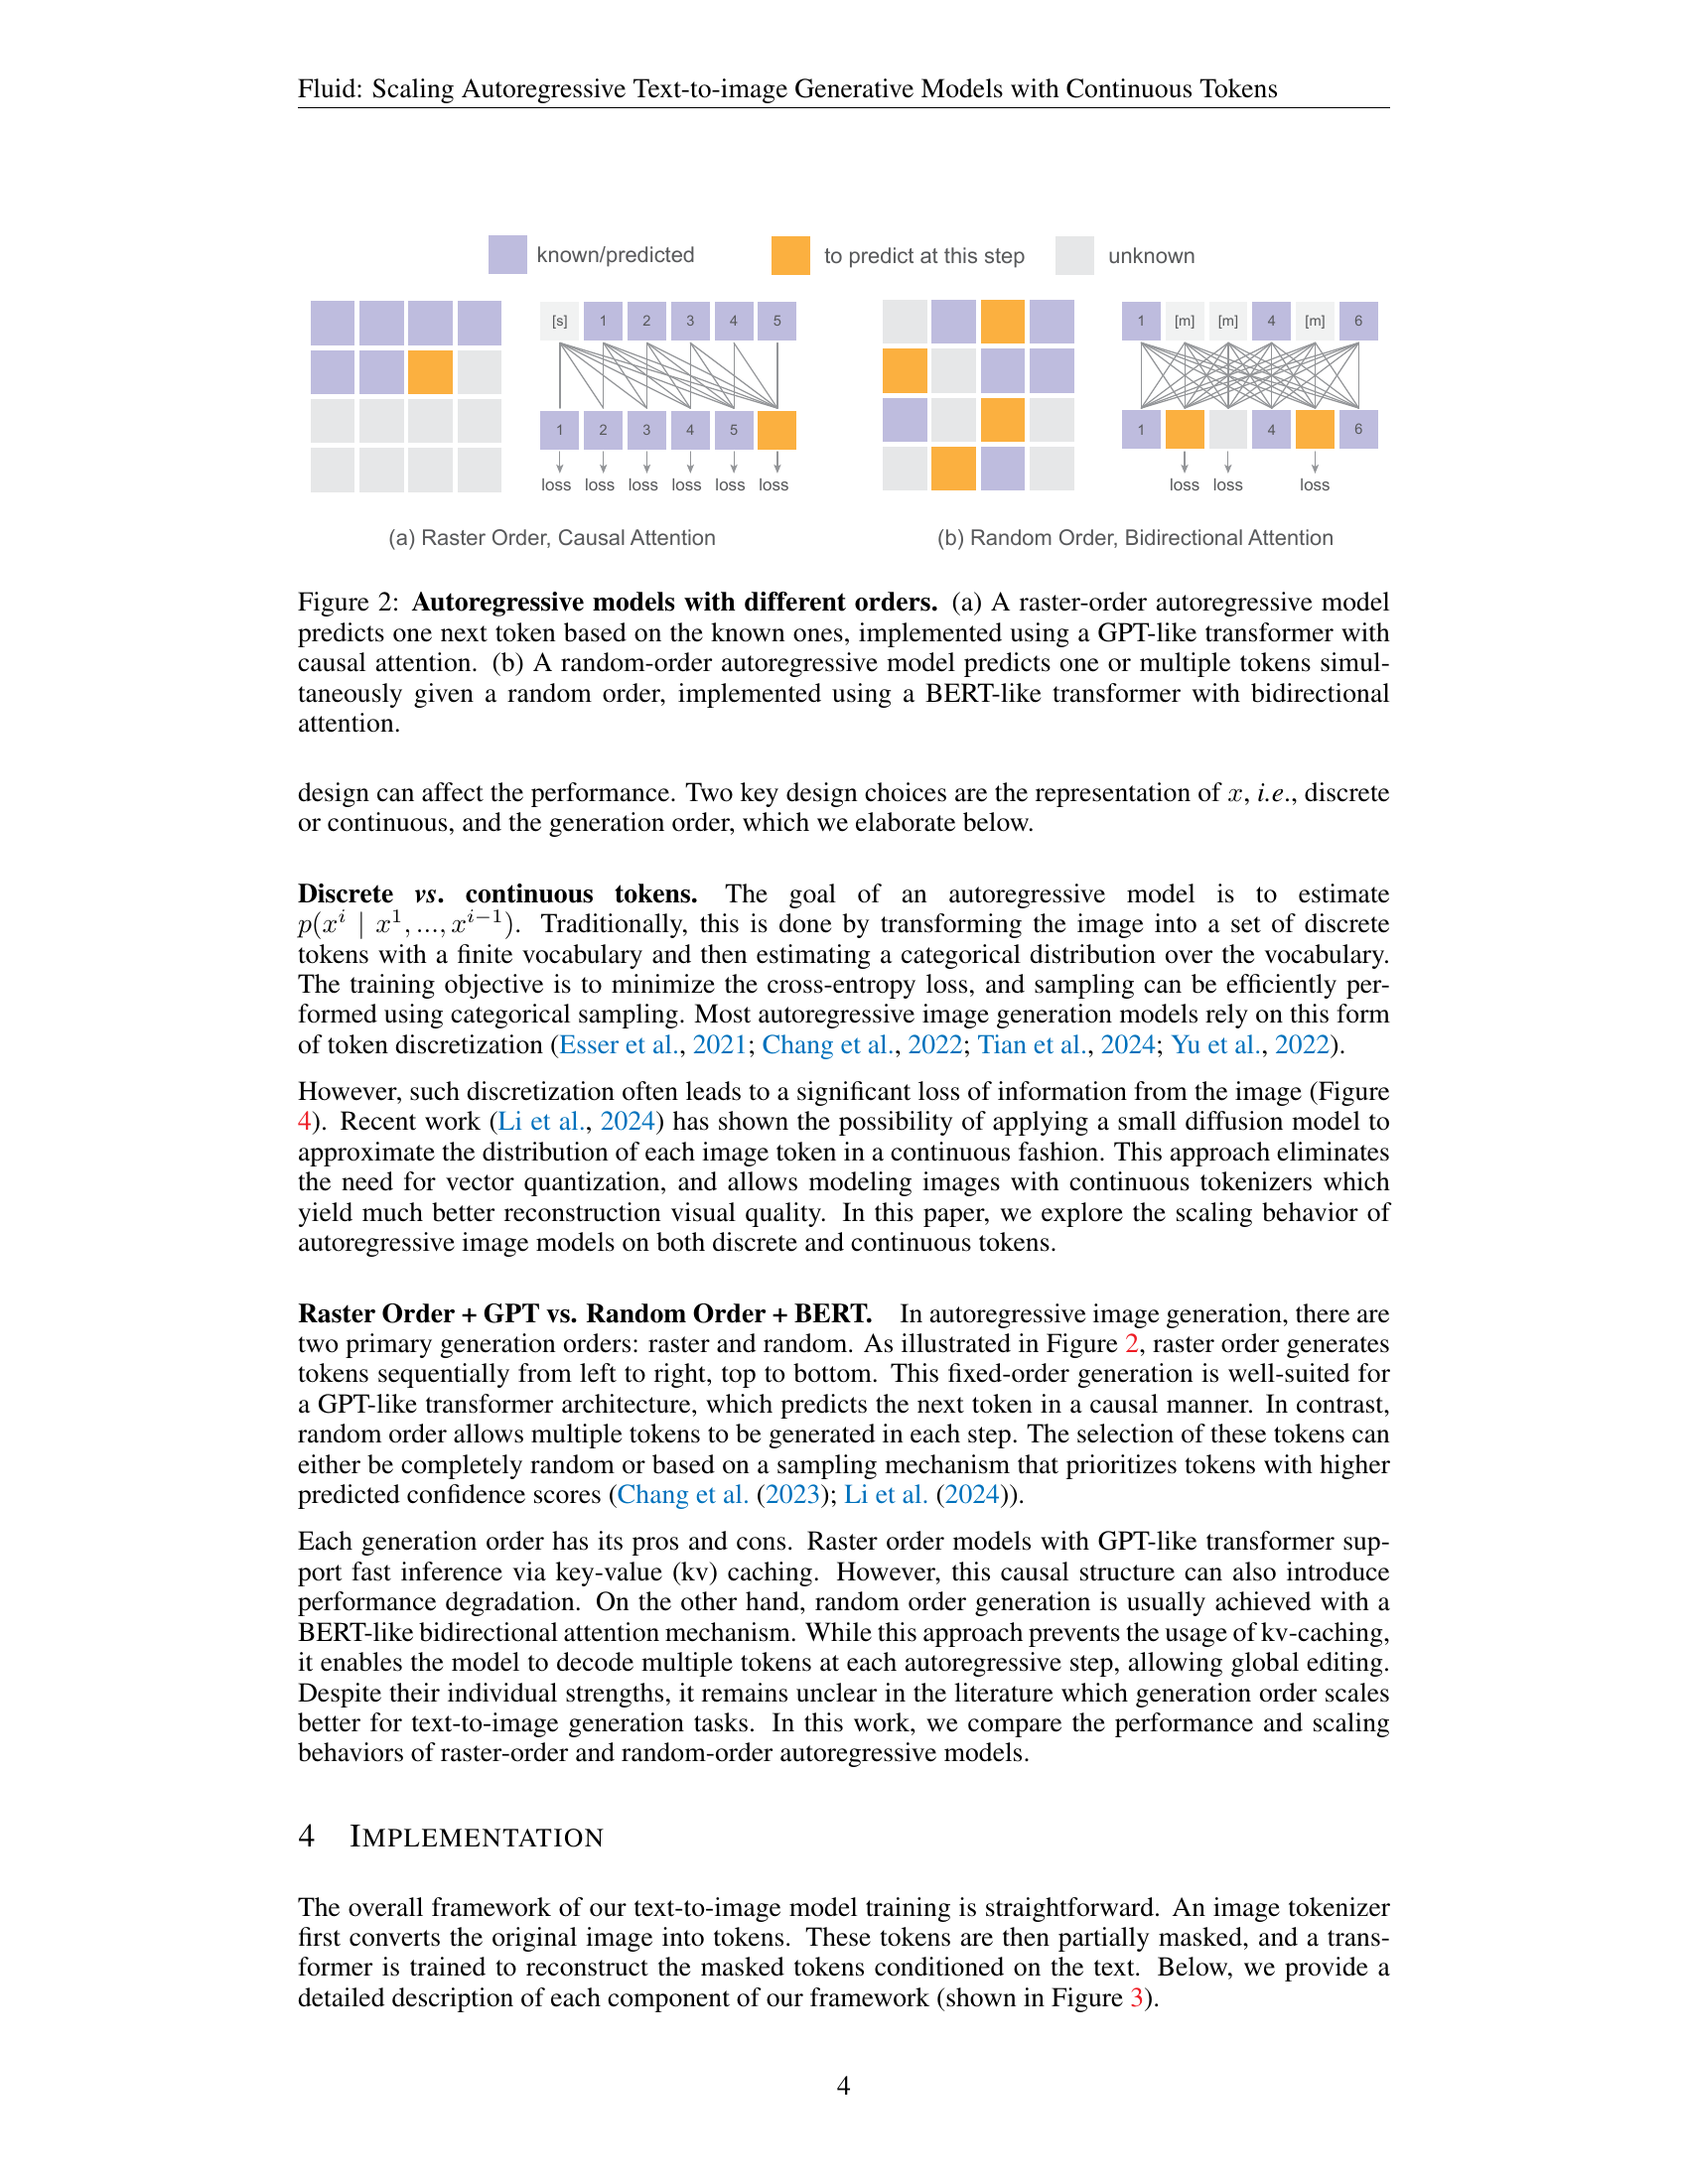 Fluid: Scaling Autoregressive Text-to-image Generative Models with Continuous Tokens
known/predicted
to predict at this step
unknown
[s] 1 2 3 4 5
1 2 3 4 5
loss loss loss loss loss loss
(a) Raster Order, Causal Attention
1 [m] [m] 4 [m] 6
1 4 6
loss loss loss
(b) Random Order, Bidirectional Attention
Figure 2: Autoregressive models with different orders. (a) A raster-order autoregressive model
predicts one next token based on the known ones, implemented using a GPT-like transformer with
causal attention. (b) A random-order autoregressive model predicts one or multiple tokens simul-
taneously given a random order, implemented using a BERT-like transformer with bidirectional
attention.
design can affect the performance. Two key design choices are the representation of x, i.e., discrete
or continuous, and the generation order, which we elaborate below.
Discrete vs. continuous tokens. The goal of an autoregressive model is to estimate
p(x^i | x^1, ..., x^{i−1}). Traditionally, this is done by transforming the image into a set of discrete
tokens with a finite vocabulary and then estimating a categorical distribution over the vocabulary.
The training objective is to minimize the cross-entropy loss, and sampling can be efficiently per-
formed using categorical sampling. Most autoregressive image generation models rely on this form
of token discretization (Esser et al., 2021; Chang et al., 2022; Tian et al., 2024; Yu et al., 2022).
However, such discretization often leads to a significant loss of information from the image (Figure
4). Recent work (Li et al., 2024) has shown the possibility of applying a small diffusion model to
approximate the distribution of each image token in a continuous fashion. This approach eliminates
the need for vector quantization, and allows modeling images with continuous tokenizers which
yield much better reconstruction visual quality. In this paper, we explore the scaling behavior of
autoregressive image models on both discrete and continuous tokens.
Raster Order + GPT vs. Random Order + BERT. In autoregressive image generation, there are
two primary generation orders: raster and random. As illustrated in Figure 2, raster order generates
tokens sequentially from left to right, top to bottom. This fixed-order generation is well-suited for
a GPT-like transformer architecture, which predicts the next token in a causal manner. In contrast,
random order allows multiple tokens to be generated in each step. The selection of these tokens can
either be completely random or based on a sampling mechanism that prioritizes tokens with higher
predicted confidence scores (Chang et al. (2023); Li et al. (2024)).
Each generation order has its pros and cons. Raster order models with GPT-like transformer sup-
port fast inference via key-value (kv) caching. However, this causal structure can also introduce
performance degradation. On the other hand, random order generation is usually achieved with a
BERT-like bidirectional attention mechanism. While this approach prevents the usage of kv-caching,
it enables the model to decode multiple tokens at each autoregressive step, allowing global editing.
Despite their individual strengths, it remains unclear in the literature which generation order scales
better for text-to-image generation tasks. In this work, we compare the performance and scaling
behaviors of raster-order and random-order autoregressive models.
4 IMPLEMENTATION
The overall framework of our text-to-image model training is straightforward. An image tokenizer
first converts the original image into tokens. These tokens are then partially masked, and a trans-
former is trained to reconstruct the masked tokens conditioned on the text. Below, we provide a
detailed description of each component of our framework (shown in Figure 3).
4